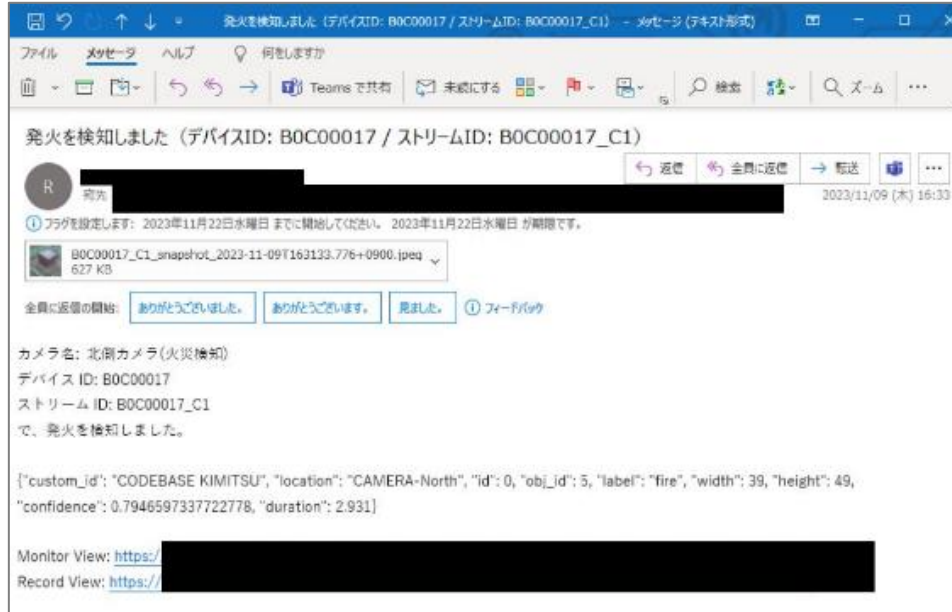 発火を検知しました（デバイスID: B0C00017 / ストリームID: B0C00017_C1） - メッセージ (テキスト形式)
ファイル メッセージ ヘルプ 何をしますか
Teams で共有 未読にする 検索 ズーム
発火を検知しました（デバイスID: B0C00017 / ストリームID: B0C00017_C1）
返信 全員に返信 転送
R
宛先
2023/11/09 (木) 16:33
フラグを設定します: 2023年11月22日水曜日 までに開始してください。 2023年11月22日水曜日 が期限です。
B0C00017_C1_snapshot_2023-11-09T163133.776+0900.jpeg
627 KB
全員に返信の開始: ありがとうございました。 ありがとうございます。 見ました。 フィードバック
カメラ名: 北側カメラ(火災検知)
デバイス ID: B0C00017
ストリーム ID: B0C00017_C1
で、発火を検知しました。
{"custom_id": "CODEBASE KIMITSU", "location": "CAMERA-North", "id": 0, "obj_id": 5, "label": "fire", "width": 39, "height": 49,
"confidence": 0.7946597337722778, "duration": 2.931}
Monitor View: https:/
Record View: https:/